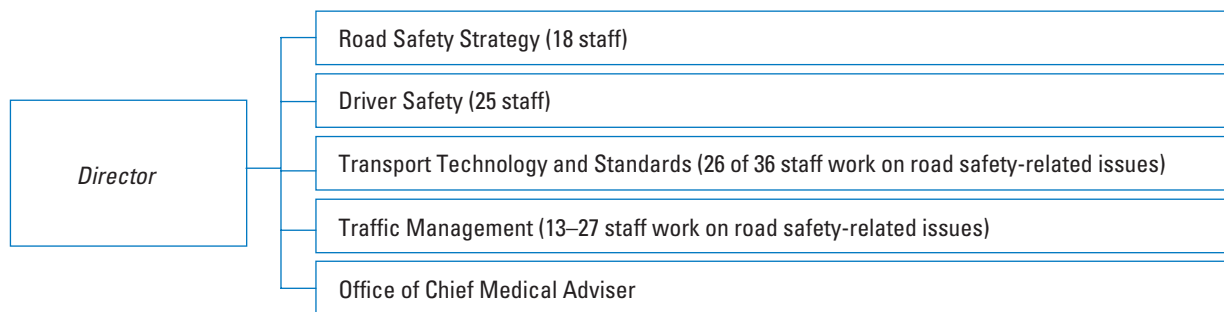 Director
Road Safety Strategy (18 staff)
Driver Safety (25 staff)
Transport Technology and Standards (26 of 36 staff work on road safety-related issues)
Traffic Management (13–27 staff work on road safety-related issues)
Office of Chief Medical Adviser